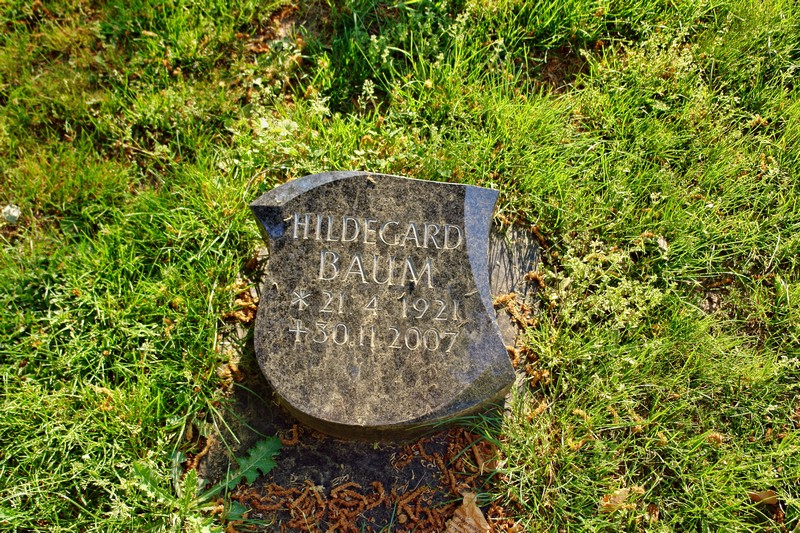 HILDEGARD
BAUM
* 21.4.1921
✝30.11.2007